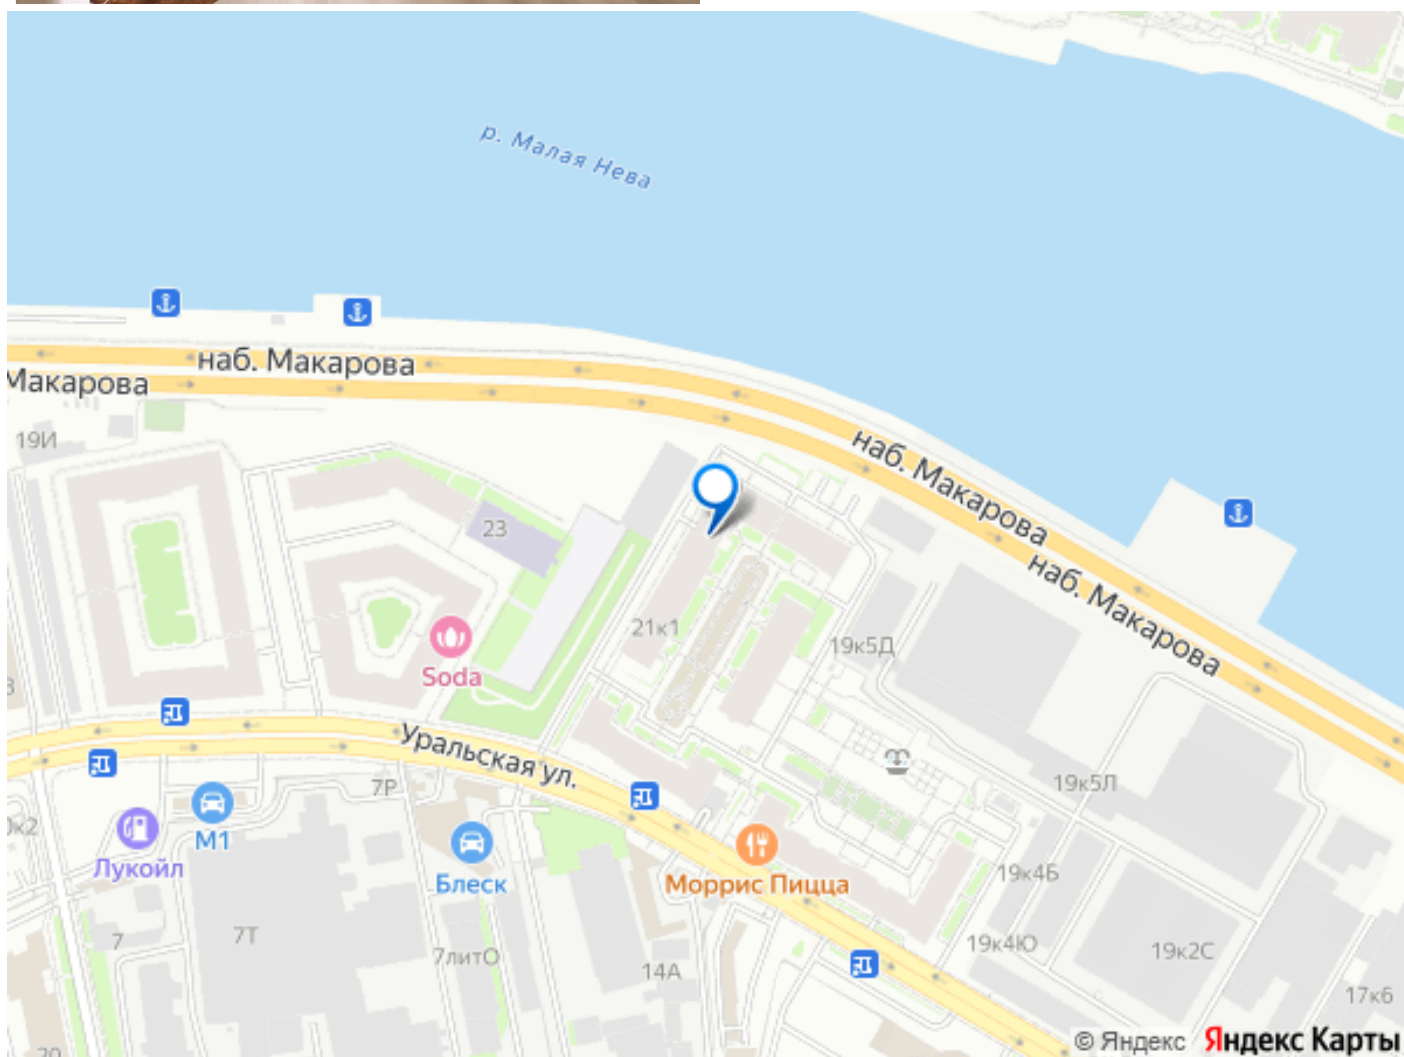 р. Малая Нева
наб. Макарова
Макарова
19И
наб. Макарова
23
наб. Макарова
21к1
19к5Д
Soda
Уральская ул.
7Р
19к5Л
М1
Лукойл
Блеск
Моррис Пицца
19к4Б
7
7Т
7литО
14А
19к4Ю
19к2С
17к6
© Яндекс Яндекс Карты